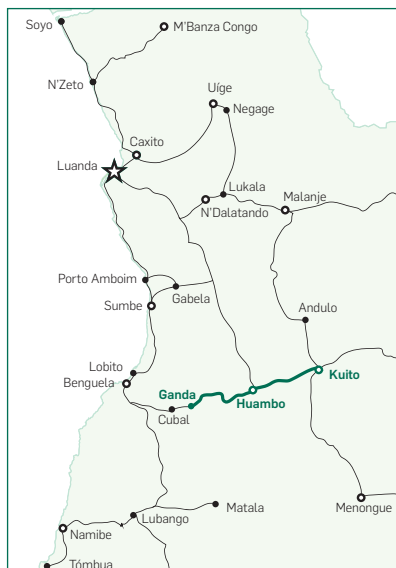 Soyo
M'Banza Congo
N'Zeto
Uíge
Negage
Caxito
Luanda
Lukala
Malanje
N'Dalatando
Porto Amboim
Gabela
Sumbe
Andulo
Lobito
Benguela
Ganda
Kuito
Huambo
Cubal
Matala
Menongue
Lubango
Namibe
Tómbua